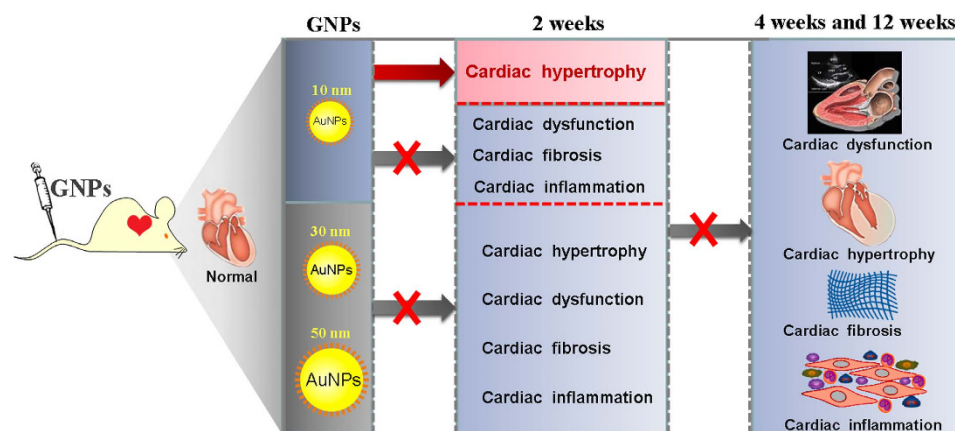 GNPs
2 weeks
4 weeks and 12 weeks
GNPs
Normal
10 nm
AuNPs
30 nm
AuNPs
50 nm
AuNPs
Cardiac hypertrophy
Cardiac dysfunction
Cardiac fibrosis
Cardiac inflammation
Cardiac hypertrophy
Cardiac dysfunction
Cardiac fibrosis
Cardiac inflammation
Cardiac dysfunction
Cardiac hypertrophy
Cardiac fibrosis
Cardiac inflammation